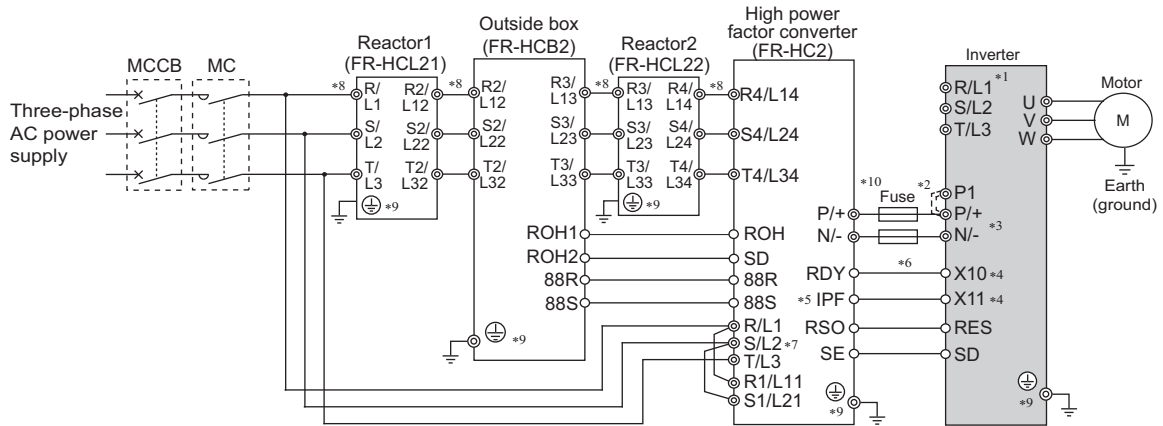 High power
factor converter
(FR-HC2)
Outside box
(FR-HCB2)
Reactor1
(FR-HCL21)
Reactor2
(FR-HCL22)
MCCB
MC
Inverter
Motor
Three-phase
AC power
supply
*8
R/
L1
R2/
L12
*8
R2/
L12
R3/
L13
*8
R3/
L13
R4/
L14
*8
R4/L14
R/L1 *1
S/
L2
S2/
L22
S2/
L22
S3/
L23
S3/
L23
S4/
L24
S4/L24
S/L2
T/L3
U
V
W
M
T/
L3
T2/
L32
T2/
L32
T3/
L33
T3/
L33
T4/
L34
T4/L34
Earth
(ground)
*9
*9
*10
Fuse
*2
P1
P/+
P/+
N/-
N/-
*3
ROH1
ROH
ROH2
SD
88R
88R
88S
88S
RDY
*6
X10 *4
*5 IPF
X11 *4
RSO
RES
SE
SD
*9
R/L1
S/L2 *7
T/L3
R1/L11
S1/L21
*9
*9